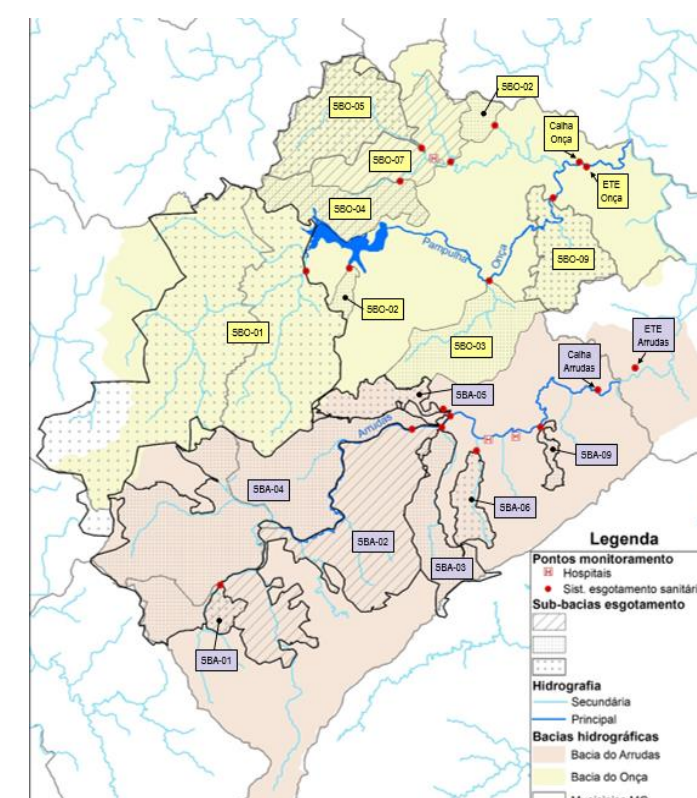 SBO-05
SBO-02
Calha
Onça
SBO-07
ETE
Onça
SBO-04
Pampulha
Onça
SBO-09
SBO-02
SBO-01
SBO-03
ETE
Arrudas
Calha
Arrudas
SBA-05
Arrudas
SBA-09
SBA-04
SBA-06
SBA-02
SBA-03
SBA-01
Legenda
Pontos monitoramento
H Hospitais
Sist. esgotamento sanitári
Sub-bacias esgotamento
Hidrografia
Secundária
Principal
Bacias hidrográficas
Bacia do Arrudas
Bacia do Onça